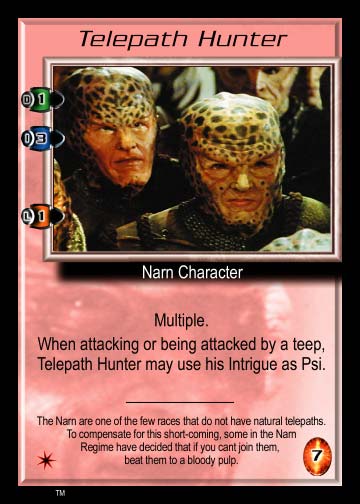 Telepath Hunter
D 1
I 3
L 1
Narn Character
Multiple.
When attacking or being attacked by a teep,
Telepath Hunter may use his Intrigue as Psi.
The Narn are one of the few races that do not have natural telepaths.
To compensate for this short-coming, some in the Narn
Regime have decided that if you cant join them,
beat them to a bloody pulp.
7
TM